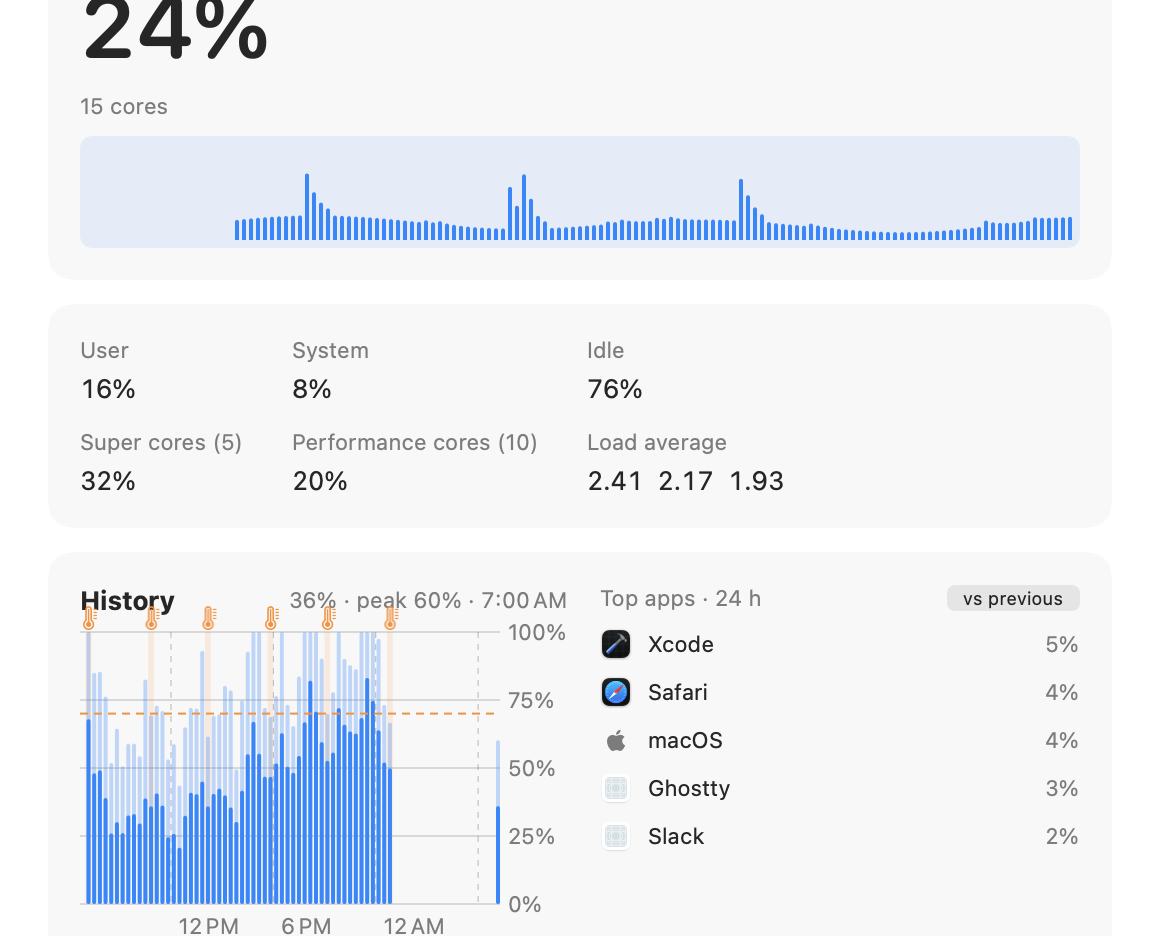 24%
15 cores
User System Idle
16% 8% 76%
Super cores (5) Performance cores (10) Load average
32% 20% 2.41 2.17 1.93
History 36% · peak 60% · 7:00 AM
100%
75%
50%
25%
0%
12 PM 6 PM 12 AM
Top apps · 24 h vs previous
Xcode 5%
Safari 4%
macOS 4%
Ghostty 3%
Slack 2%